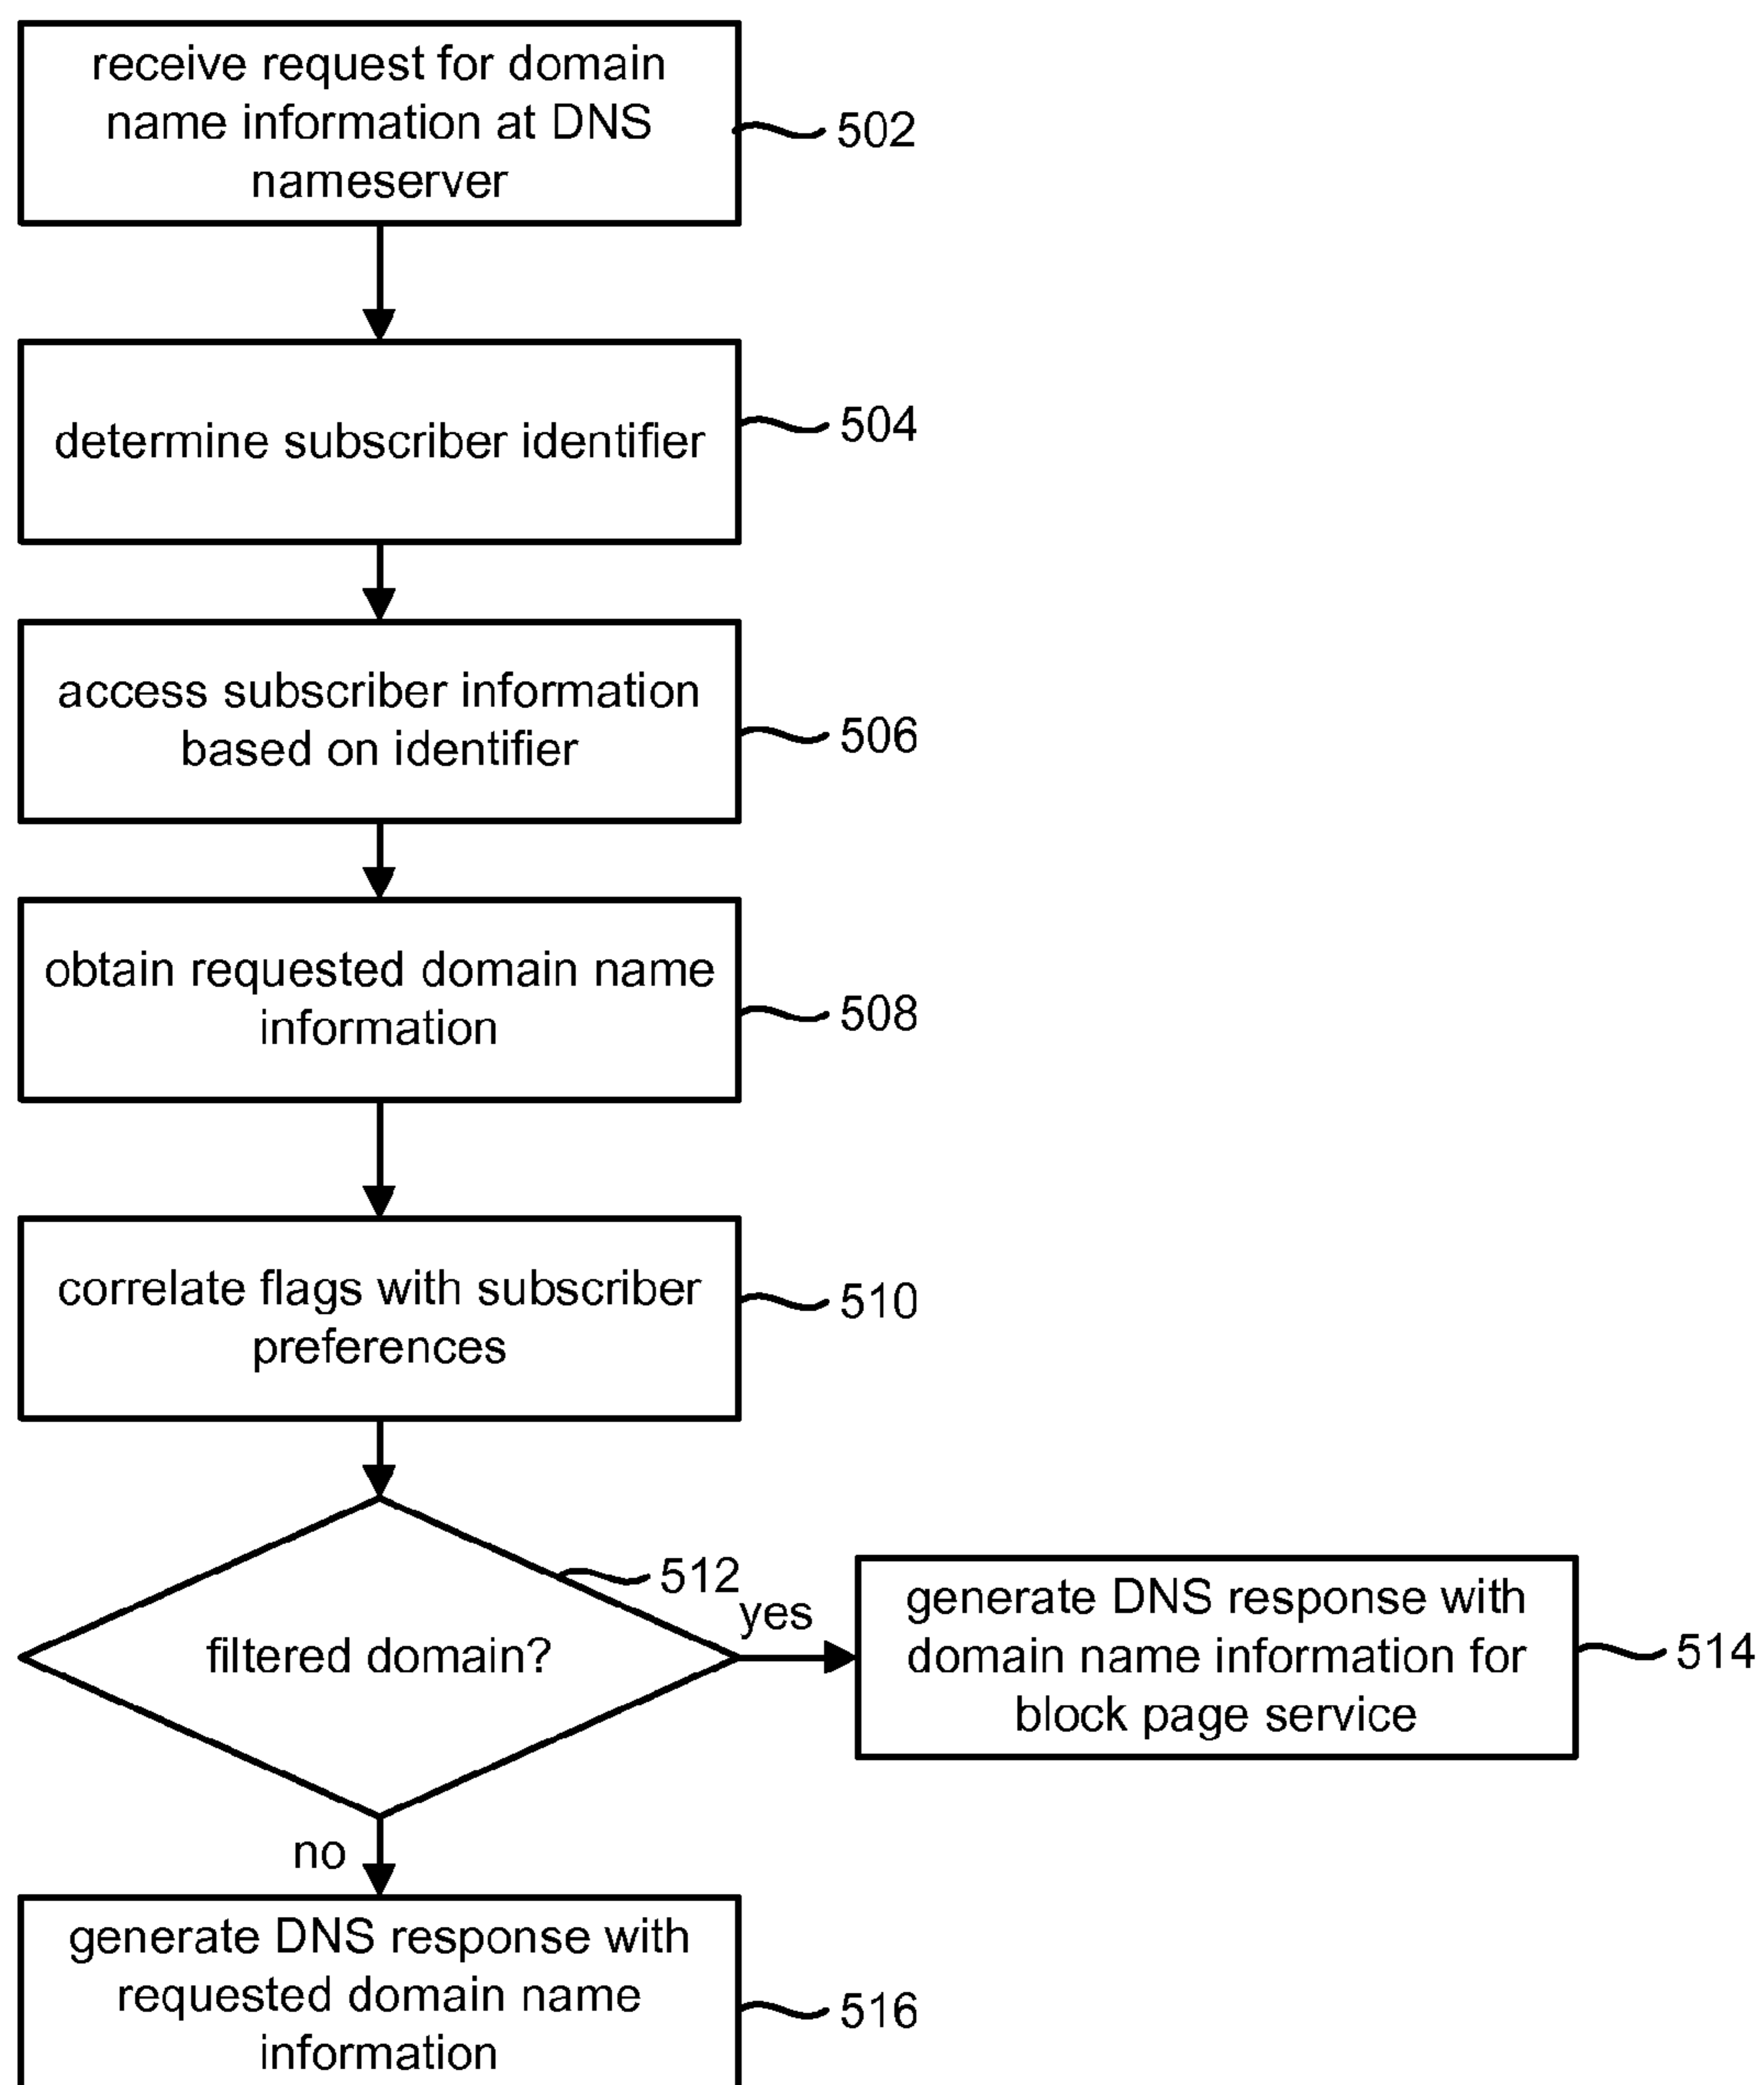 receive request for domain
name information at DNS
nameserver
502
determine subscriber identifier
504
access subscriber information
based on identifier
506
obtain requested domain name
information
508
correlate flags with subscriber
preferences
510
512
filtered domain?
yes
generate DNS response with
domain name information for
block page service
514
no
generate DNS response with
requested domain name
information
516